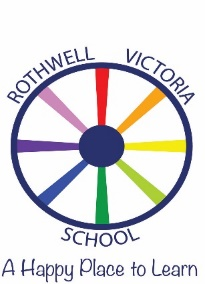 ROTHWELL VICTORIA
SCHOOL
A Happy Place to Learn